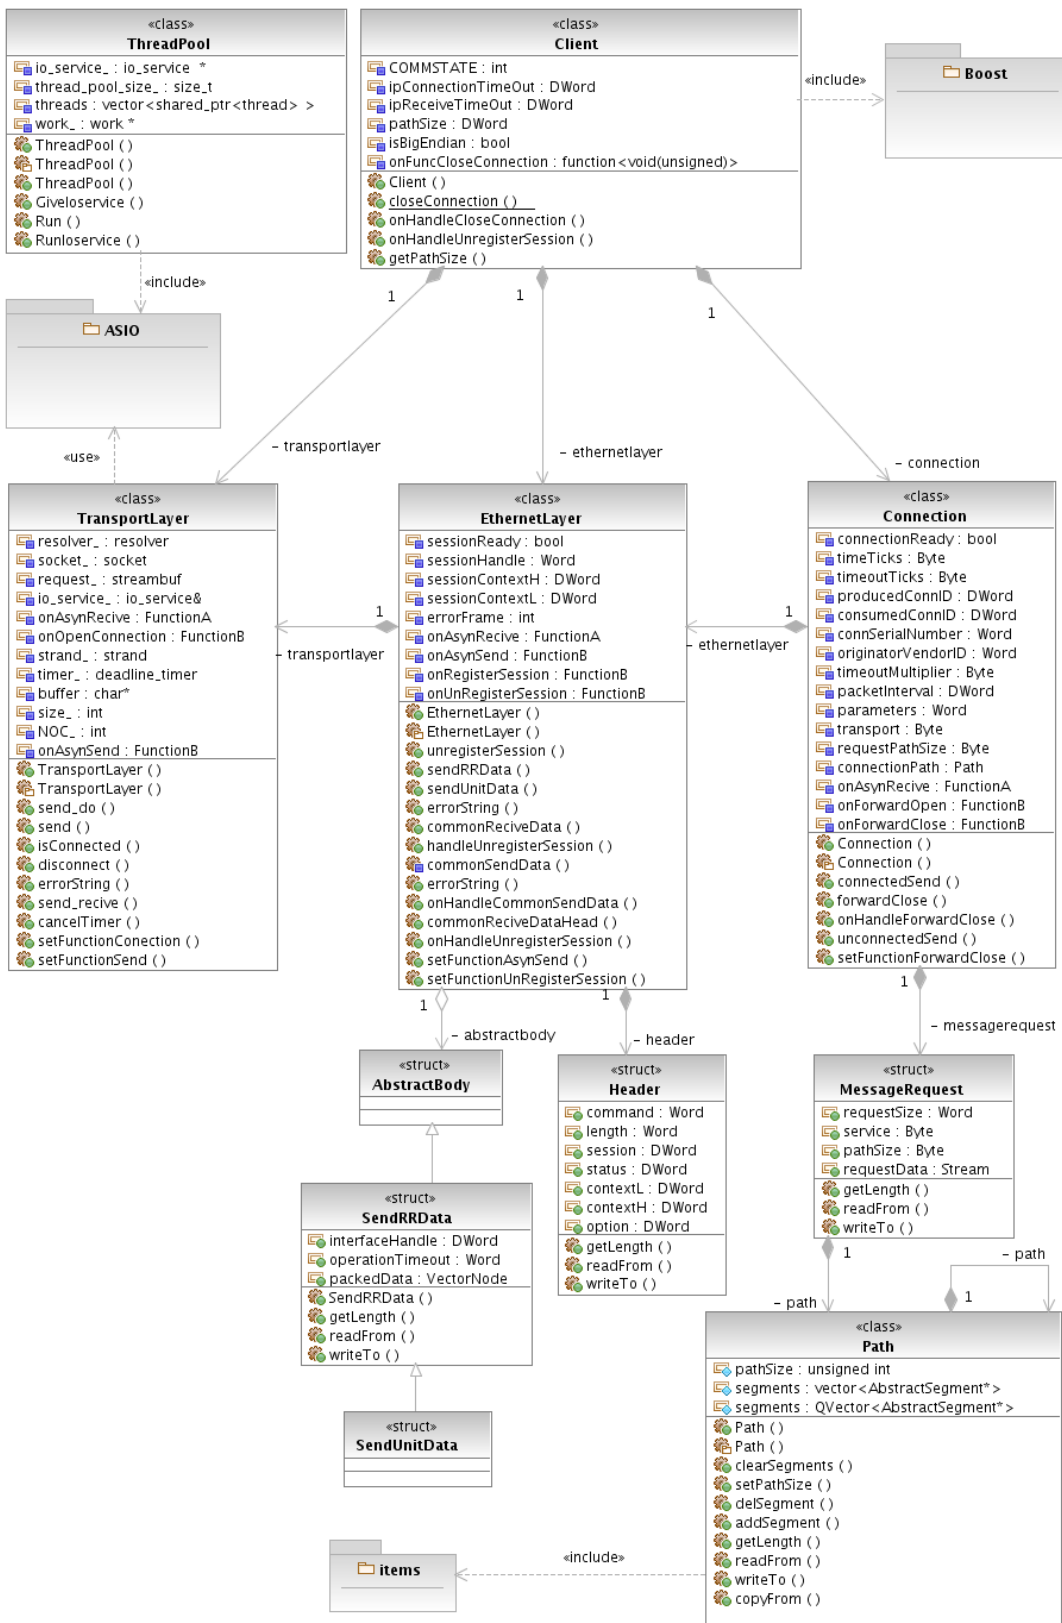 «class»
ThreadPool
io_service_ : io_service *
thread_pool_size_ : size_t
threads : vector<shared_ptr<thread> >
work_ : work *
ThreadPool ( )
ThreadPool ( )
ThreadPool ( )
GiveIoservice ( )
Run ( )
RunIoservice ( )
«class»
Client
COMMSTATE : int
ipConnectionTimeOut : DWord
ipReceiveTimeOut : DWord
pathSize : DWord
isBigEndian : bool
onFuncCloseConnection : function<void(unsigned)>
Client ( )
closeConnection ( )
onHandleCloseConnection ( )
onHandleUnregisterSession ( )
getPathSize ( )
«include»
Boost
«include»
ASIO
«use»
1
1
1
– transportlayer
– ethernetlayer
– connection
«class»
TransportLayer
resolver_ : resolver
socket_ : socket
request_ : streambuf
io_service_ : io_service&
onAsynRecive : FunctionA
onOpenConnection : FunctionB
strand_ : strand
timer_ : deadline_timer
buffer : char*
size_ : int
NOC_ : int
onAsynSend : FunctionB
TransportLayer ( )
TransportLayer ( )
send_do ( )
send ( )
isConnected ( )
disconnect ( )
errorString ( )
send_recive ( )
cancelTimer ( )
setFunctionConection ( )
setFunctionSend ( )
1
– transportlayer
«class»
EthernetLayer
sessionReady : bool
sessionHandle : Word
sessionContextH : DWord
sessionContextL : DWord
errorFrame : int
onAsynRecive : FunctionA
onAsynSend : FunctionB
onRegisterSession : FunctionB
onUnRegisterSession : FunctionB
EthernetLayer ( )
EthernetLayer ( )
unregisterSession ( )
sendRRData ( )
sendUnitData ( )
errorString ( )
commonReciveData ( )
handleUnregisterSession ( )
commonSendData ( )
errorString ( )
onHandleCommonSendData ( )
commonReciveDataHead ( )
onHandleUnregisterSession ( )
setFunctionAsynSend ( )
setFunctionUnRegisterSession ( )
1
– ethernetlayer
«class»
Connection
connectionReady : bool
timeTicks : Byte
timeoutTicks : Byte
producedConnID : DWord
consumedConnID : DWord
connSerialNumber : Word
originatorVendorID : Word
timeoutMultiplier : Byte
packetInterval : DWord
parameters : Word
transport : Byte
requestPathSize : Byte
connectionPath : Path
onAsynRecive : FunctionA
onForwardOpen : FunctionB
onForwardClose : FunctionB
Connection ( )
Connection ( )
connectedSend ( )
forwardClose ( )
onHandleForwardClose ( )
unconnectedSend ( )
setFunctionForwardClose ( )
1
– abstractbody
1
– header
1
– messagerequest
«struct»
AbstractBody
«struct»
Header
command : Word
length : Word
session : DWord
status : DWord
contextL : DWord
contextH : DWord
option : DWord
getLength ( )
readFrom ( )
writeTo ( )
«struct»
MessageRequest
requestSize : Word
service : Byte
pathSize : Byte
requestData : Stream
getLength ( )
readFrom ( )
writeTo ( )
«struct»
SendRRData
interfaceHandle : DWord
operationTimeout : Word
packedData : VectorNode
SendRRData ( )
getLength ( )
readFrom ( )
writeTo ( )
1
– path
– path
1
«struct»
SendUnitData
«class»
Path
pathSize : unsigned int
segments : vector<AbstractSegment*>
segments : QVector<AbstractSegment*>
Path ( )
Path ( )
clearSegments ( )
setPathSize ( )
delSegment ( )
addSegment ( )
getLength ( )
readFrom ( )
writeTo ( )
copyFrom ( )
«include»
items